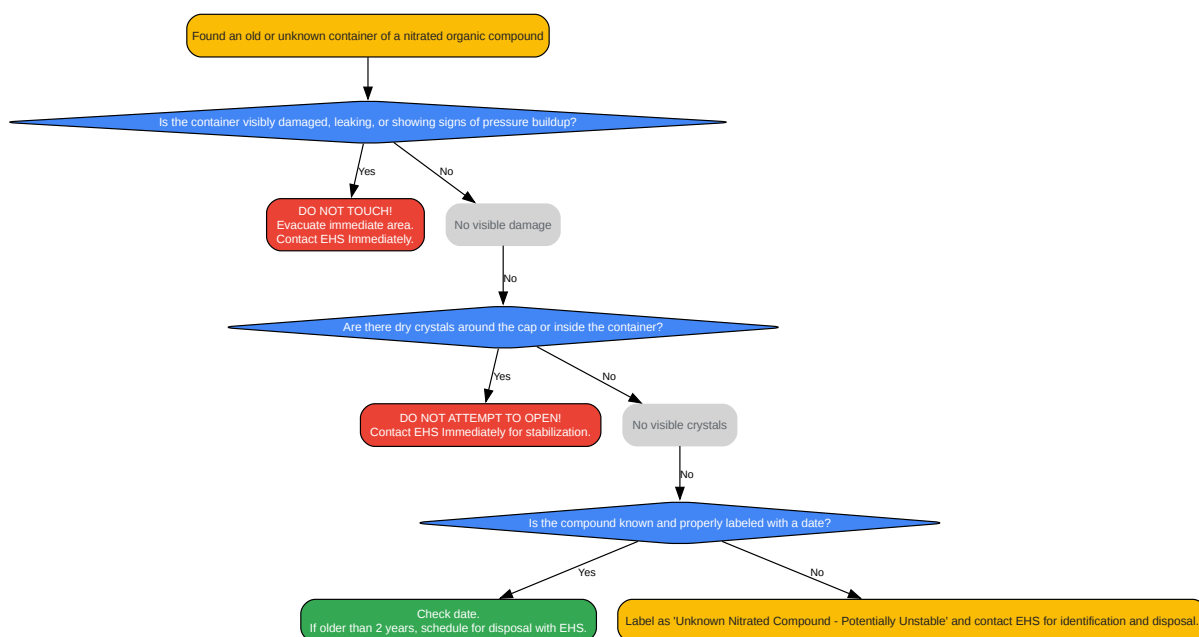 Found an old or unknown container of a nitrated organic compound
Is the container visibly damaged, leaking, or showing signs of pressure buildup?
Yes
No
DO NOT TOUCH!
Evacuate immediate area.
Contact EHS Immediately.
No visible damage
No
Are there dry crystals around the cap or inside the container?
Yes
No
DO NOT ATTEMPT TO OPEN!
Contact EHS Immediately for stabilization.
No visible crystals
No
Is the compound known and properly labeled with a date?
Yes
No
Check date.
If older than 2 years, schedule for disposal with EHS.
Label as 'Unknown Nitrated Compound - Potentially Unstable' and contact EHS for identification and disposal.